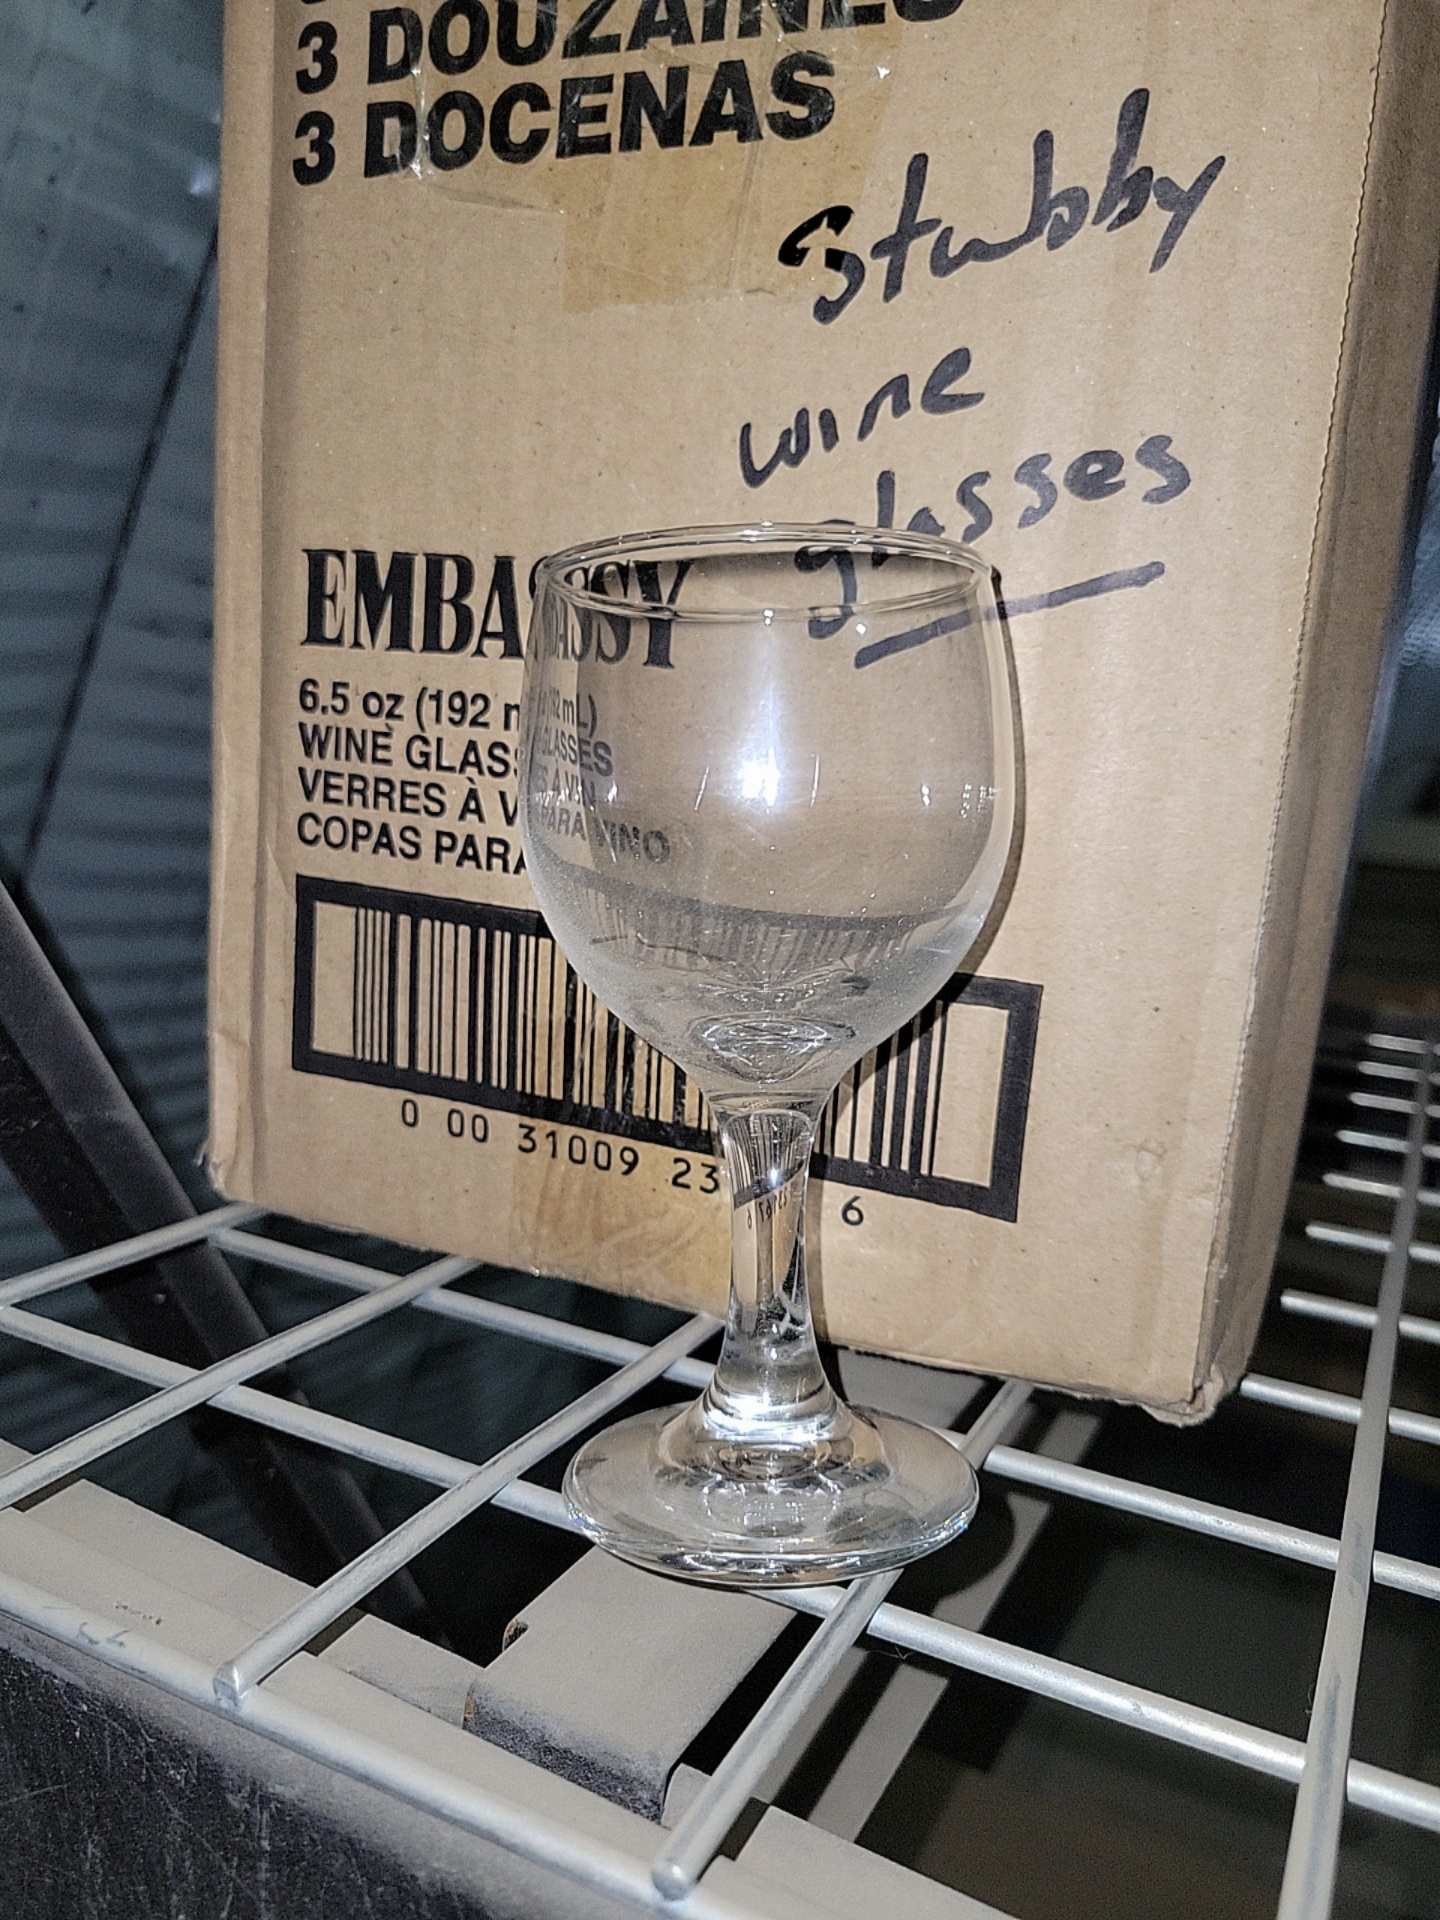 3 DOUZAINES
3 DOCENAS
stubby
wine
glasses
EMBASSY
6.5 oz (192 mL)
WINE GLASSES
VERRES À VIN
COPAS PARA VINO
0 00 31009 23 6